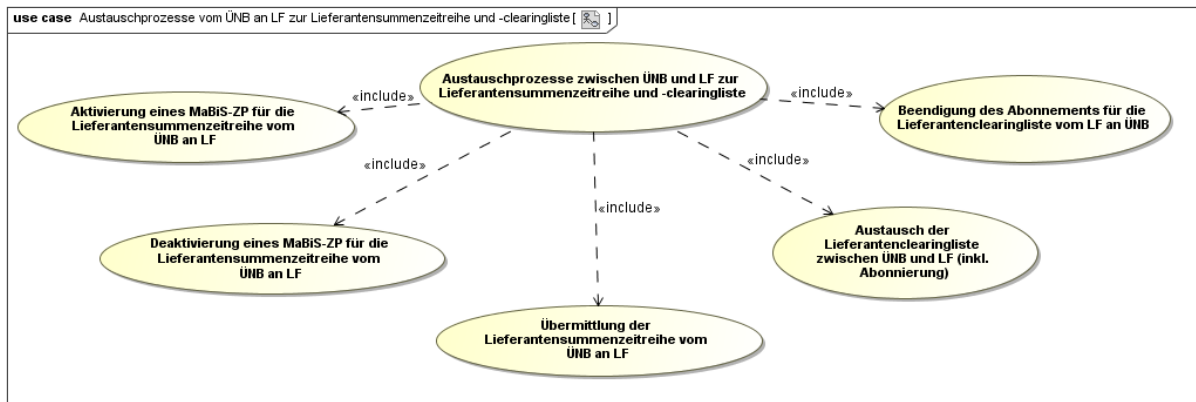 use case Austauschprozesse vom ÜNB an LF zur Lieferantensummenzeitreihe und -clearingliste [ ]
Austauschprozesse zwischen ÜNB und LF zur
Lieferantensummenzeitreihe und -clearingliste
«include»
«include»
Aktivierung eines MaBiS-ZP für die
Lieferantensummenzeitreihe vom
ÜNB an LF
Beendigung des Abonnements für die
Lieferantenclearingliste vom LF an ÜNB
«include»
«include»
«include»
Deaktivierung eines MaBiS-ZP für die
Lieferantensummenzeitreihe vom
ÜNB an LF
Austausch der
Lieferantenclearingliste
zwischen ÜNB und LF (inkl.
Abonnierung)
Übermittlung der
Lieferantensummenzeitreihe vom
ÜNB an LF